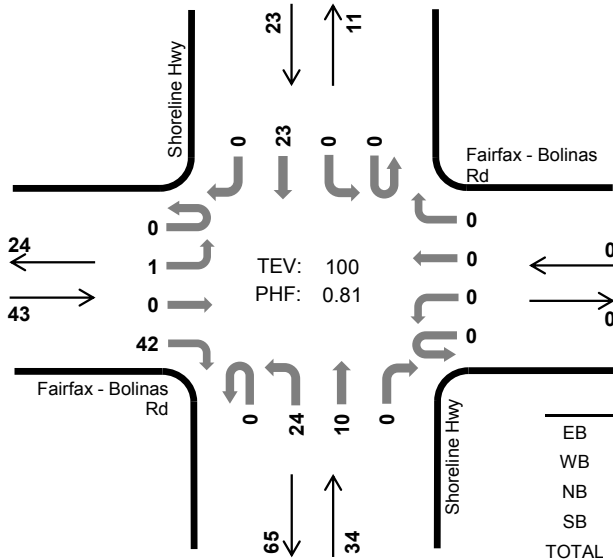 23
11
Shoreline Hwy
0
23
0
0
Fairfax - Bolinas
Rd
0
1
0
42
24
43
TEV: 100
PHF: 0.81
0
0
0
0
0
0
Fairfax - Bolinas
Rd
0
24
10
0
Shoreline Hwy
65
34
EB
WB
NB
SB
TOTAL